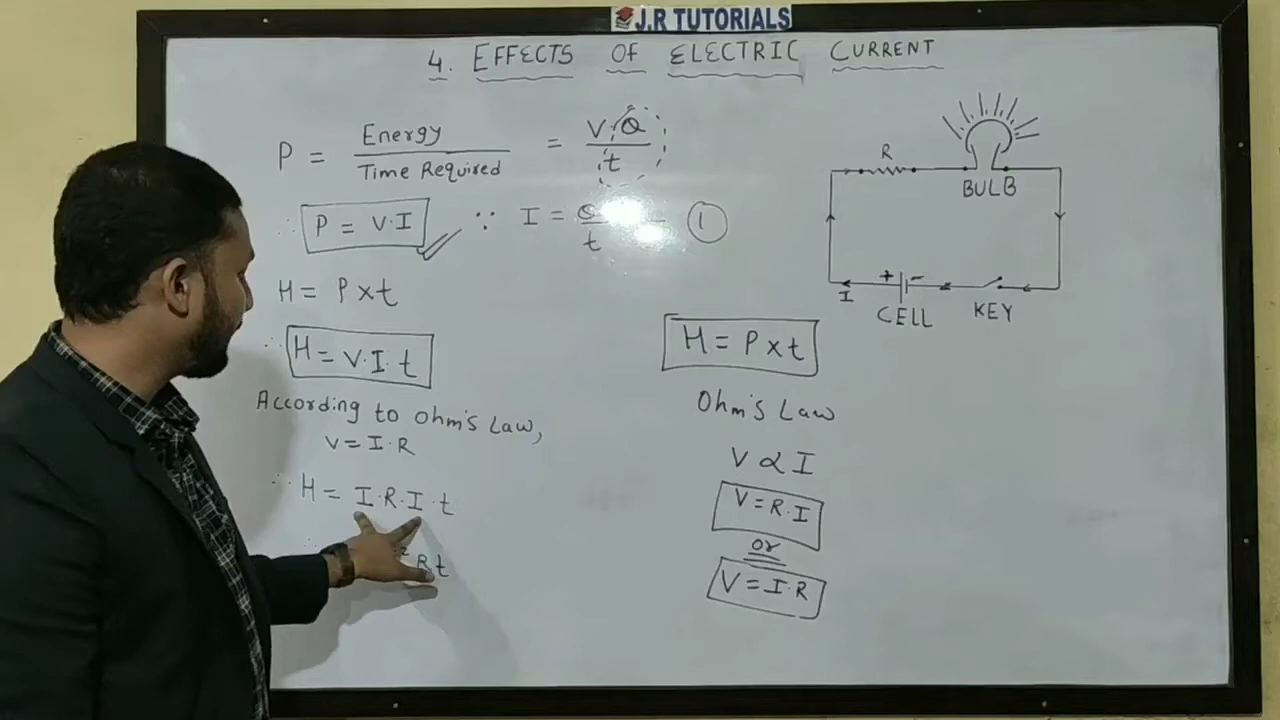 J.R TUTORIALS
4. EFFECTS OF ELECTRIC CURRENT
P = Energy / Time Required = V.Q / t
∴ P = V·I ∵ I = Q / t ①
H = P x t
∴ H = V·I·t
According to Ohm's Law,
V = I·R
∴ H = I·R·I·t
Rt
R
BULB
+ -
I
CELL
KEY
H = P x t
Ohm's Law
V ∝ I
V = R·I
or
V = I·R